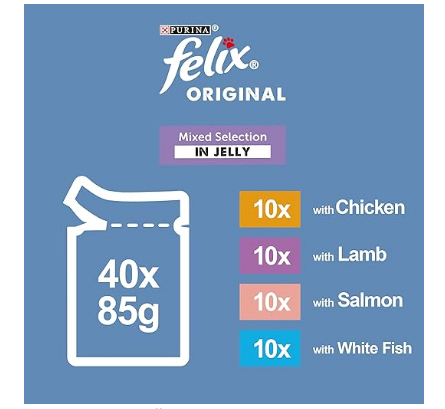 PURINA®
felix®
ORIGINAL
Mixed Selection
IN JELLY
40x
85g
10x with Chicken
10x with Lamb
10x with Salmon
10x with White Fish